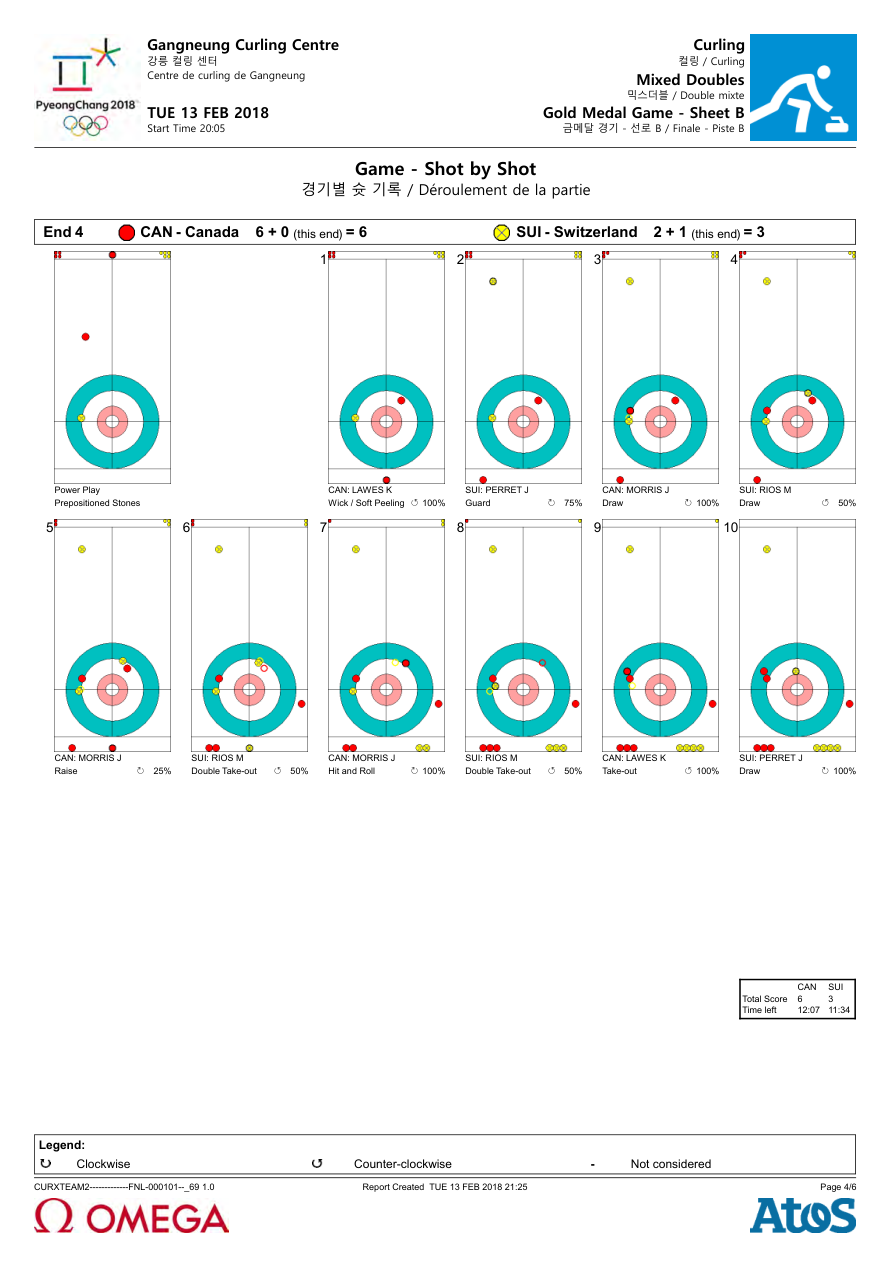 PyeongChang 2018
Gangneung Curling Centre
강릉 컬링 센터
Centre de curling de Gangneung
TUE 13 FEB 2018
Start Time 20:05
Curling
컬링 / Curling
Mixed Doubles
믹스더블 / Double mixte
Gold Medal Game - Sheet B
금메달 경기 - 선로 B / Finale - Piste B
Game - Shot by Shot
경기별 슛 기록 / Déroulement de la partie
End 4 CAN - Canada 6 + 0 (this end) = 6 SUI - Switzerland 2 + 1 (this end) = 3
1 2 3 4
Power Play CAN: LAWES K SUI: PERRET J CAN: MORRIS J SUI: RIOS M
Prepositioned Stones Wick / Soft Peeling ↺ 100% Guard ↻ 75% Draw ↻ 100% Draw ↻ 50%
5 6 7 8 9 10
CAN: MORRIS J SUI: RIOS M CAN: MORRIS J SUI: RIOS M CAN: LAWES K SUI: PERRET J
Raise ↻ 25% Double Take-out ↺ 50% Hit and Roll ↻ 100% Double Take-out ↺ 50% Take-out ↺ 100% Draw ↻ 100%
CAN SUI
Total Score 6 3
Time left 12:07 11:34
Legend:
↻ Clockwise ↺ Counter-clockwise - Not considered
CURXTEAM2-------------FNL-000101--_69 1.0 Report Created TUE 13 FEB 2018 21:25 Page 4/6
Ω OMEGA
Atos